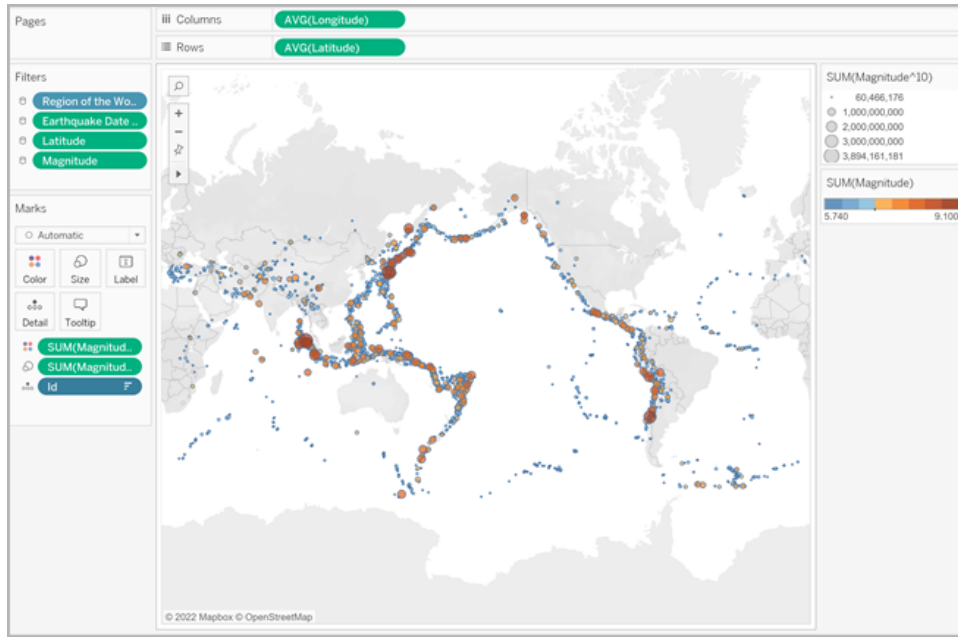 Pages
iii Columns
AVG(Longitude)
Rows
AVG(Latitude)
Filters
Region of the Wo..
Earthquake Date ..
Latitude
Magnitude
Marks
Automatic
Color
Size
Label
Detail
Tooltip
SUM(Magnitud..
SUM(Magnitud..
Id
SUM(Magnitude^10)
60,466,176
1,000,000,000
2,000,000,000
3,000,000,000
3,894,161,181
SUM(Magnitude)
5.740 9.100
© 2022 Mapbox © OpenStreetMap